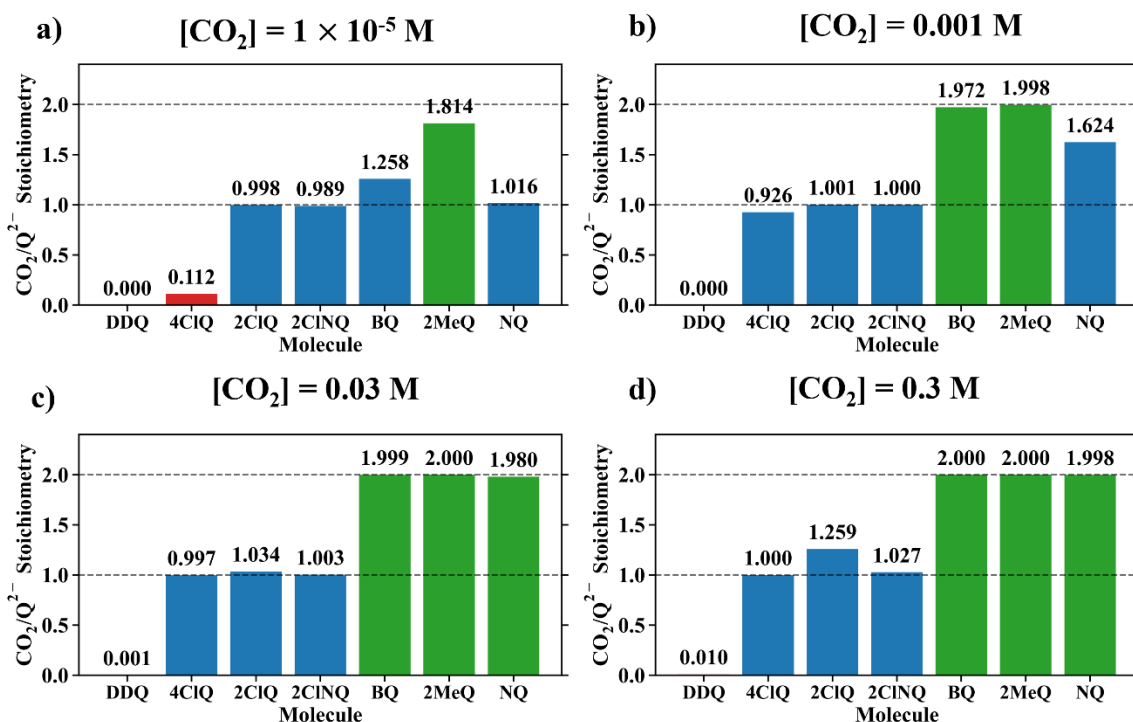 a) [CO₂] = 1 × 10⁻⁵ M
CO₂/Q²⁻ Stoichiometry
2.0
1.5
1.0
0.5
0.0
0.000 0.112 0.998 0.989 1.258 1.814 1.016
DDQ 4ClQ 2ClQ 2ClNQ BQ 2MeQ NQ
Molecule
b) [CO₂] = 0.001 M
CO₂/Q²⁻ Stoichiometry
2.0
1.5
1.0
0.5
0.0
0.000 0.926 1.001 1.000 1.972 1.998 1.624
DDQ 4ClQ 2ClQ 2ClNQ BQ 2MeQ NQ
Molecule
c) [CO₂] = 0.03 M
CO₂/Q²⁻ Stoichiometry
2.0
1.5
1.0
0.5
0.0
0.001 0.997 1.034 1.003 1.999 2.000 1.980
DDQ 4ClQ 2ClQ 2ClNQ BQ 2MeQ NQ
Molecule
d) [CO₂] = 0.3 M
CO₂/Q²⁻ Stoichiometry
2.0
1.5
1.0
0.5
0.0
0.010 1.000 1.259 1.027 2.000 2.000 1.998
DDQ 4ClQ 2ClQ 2ClNQ BQ 2MeQ NQ
Molecule